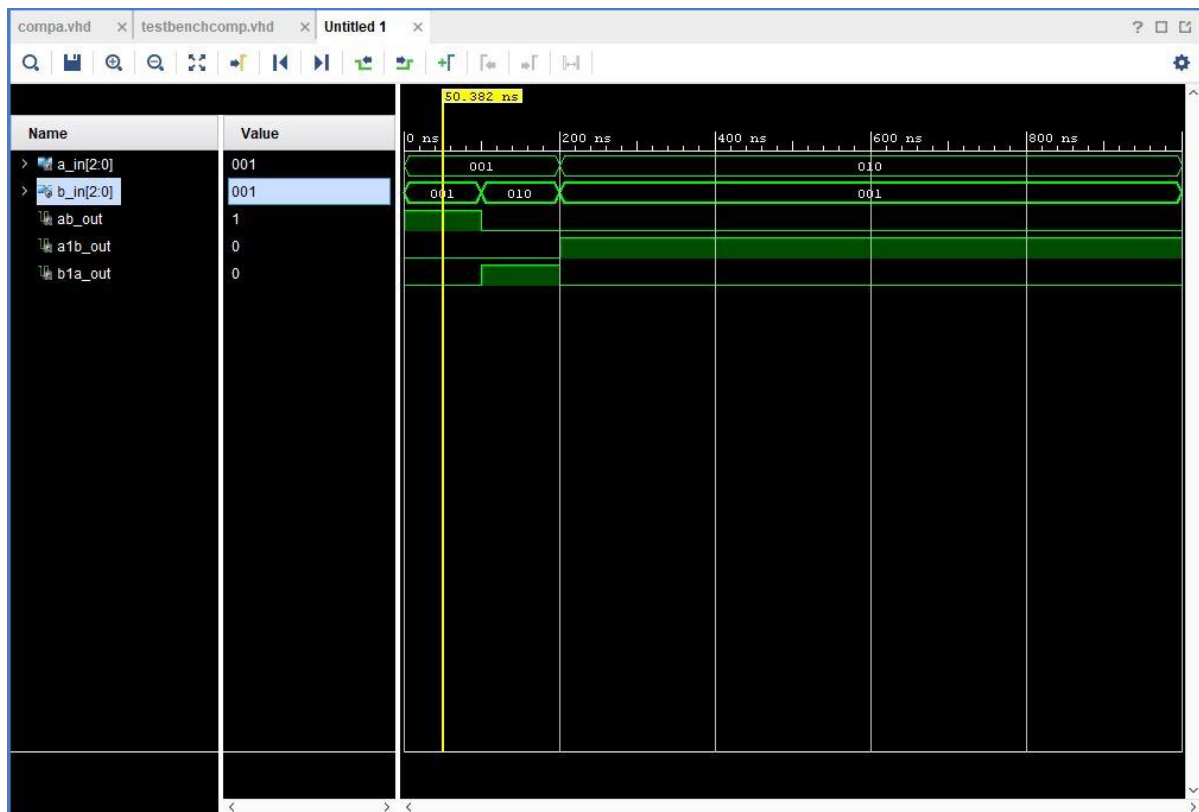 compa.vhd × testbenchcomp.vhd × Untitled 1 × ?
50.382 ns
Name Value 0 ns 200 ns 400 ns 600 ns 800 ns
a_in[2:0] 001 001 010
b_in[2:0] 001 001 010 001
ab_out 1
a1b_out 0
b1a_out 0